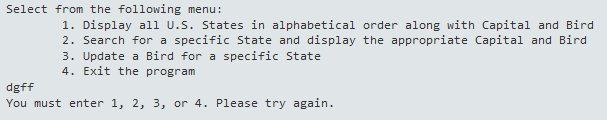 Select from the following menu:
1. Display all U.S. States in alphabetical order along with Capital and Bird
2. Search for a specific State and display the appropriate Capital and Bird
3. Update a Bird for a specific State
4. Exit the program
dgff
You must enter 1, 2, 3, or 4. Please try again.